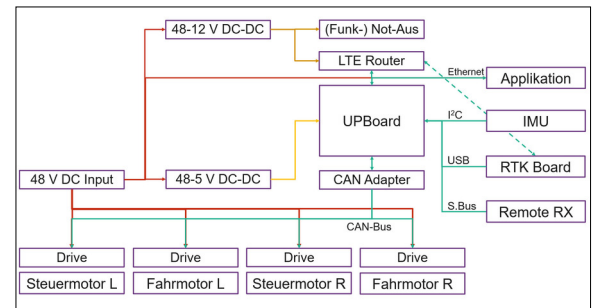 48-12 V DC-DC
(Funk-) Not-Aus
LTE Router
Ethernet
Applikation
I²C
IMU
UPBoard
USB
RTK Board
48 V DC Input
48-5 V DC-DC
CAN Adapter
S.Bus
Remote RX
CAN-Bus
Drive
Drive
Drive
Drive
Steuermotor L
Fahrmotor L
Steuermotor R
Fahrmotor R